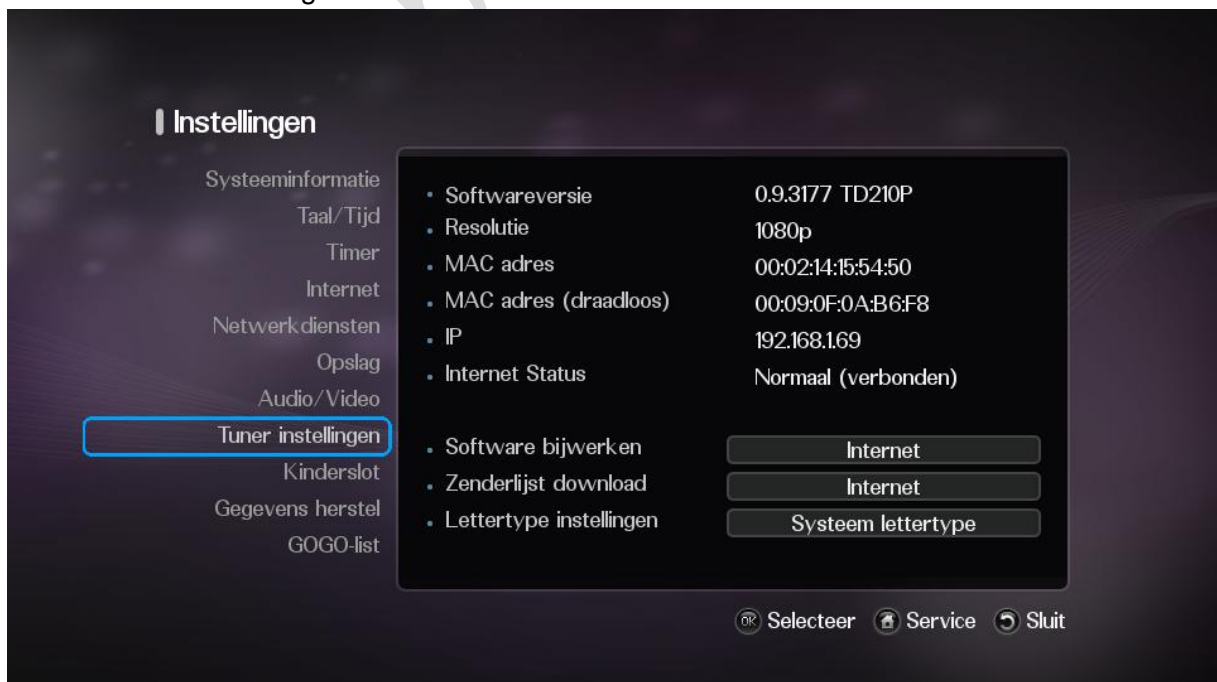 Instellingen
Systeeminformatie
Taal/Tijd
Timer
Internet
Netwerkdiensten
Opslag
Audio/Video
Tuner instellingen
Kinderslot
Gegevens herstel
GOGO-list
Softwareversie 0.9.3177 TD210P
Resolutie 1080p
MAC adres 00:02:14:15:54:50
MAC adres (draadloos) 00:09:0F:0A:B6:F8
IP 192.168.1.69
Internet Status Normaal (verbonden)
Software bijwerken Internet
Zenderlijst download Internet
Lettertype instellingen Systeem lettertype
OK Selecteer Service Sluit